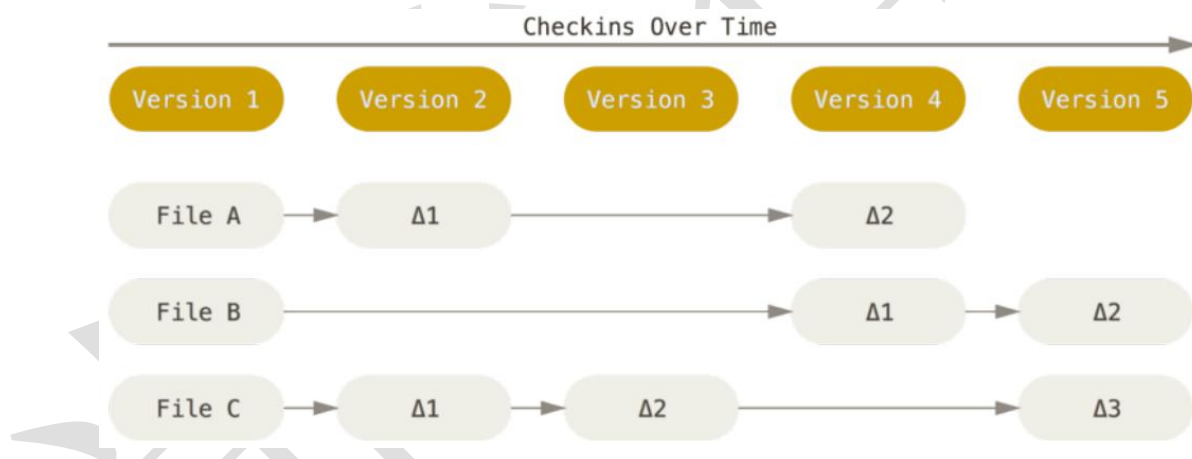 Checkins Over Time
Version 1 Version 2 Version 3 Version 4 Version 5
File A Δ1 Δ2
File B Δ1 Δ2
File C Δ1 Δ2 Δ3